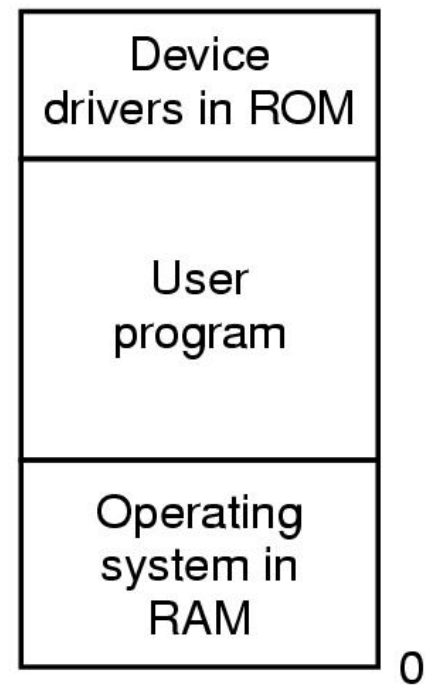 Device
drivers in ROM
User
program
Operating
system in
RAM
0